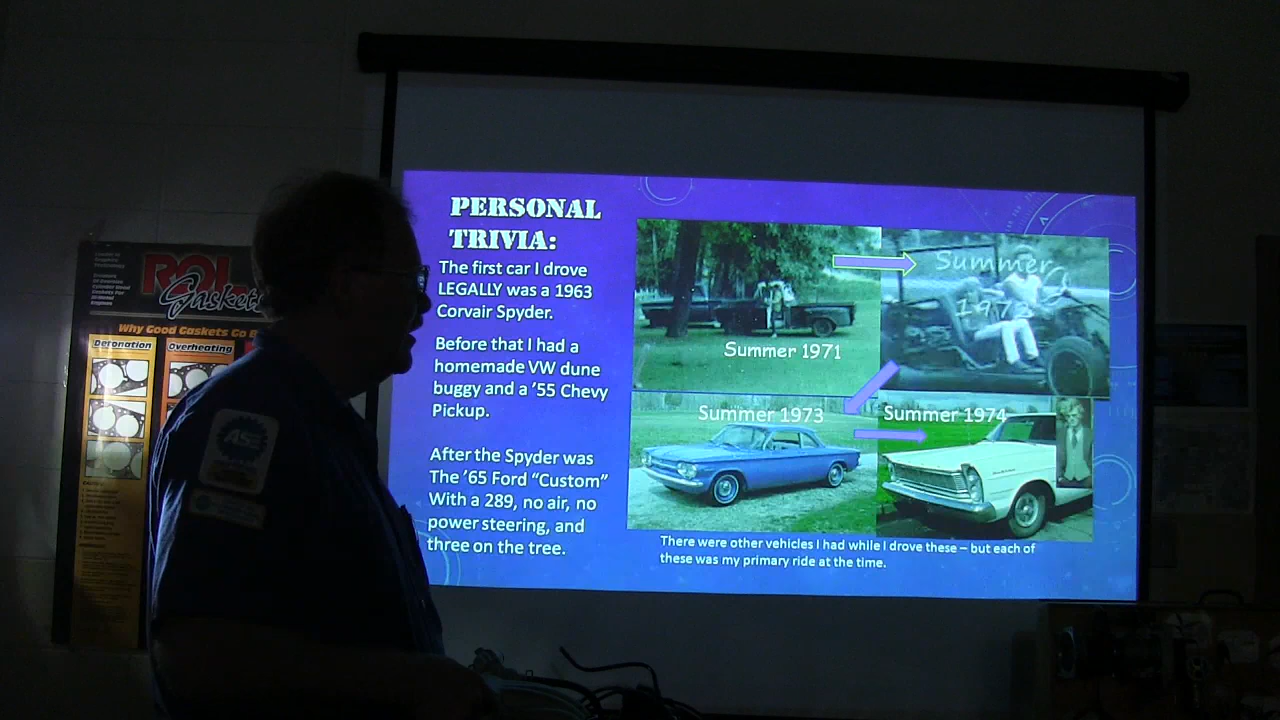 PERSONAL
TRIVIA:
The first car I drove
LEGALLY was a 1963
Corvair Spyder.
Before that I had a
homemade VW dune
buggy and a '55 Chevy
Pickup.
After the Spyder was
The '65 Ford "Custom"
With a 289, no air, no
power steering, and
three on the tree.
Summer 1971
Summer
Summer 1973
Summer 1974
There were other vehicles I had while I drove these – but each of
these was my primary ride at the time.
ROL
Gaskets
Why Good Gaskets Go B
Detonation
Overheating
ASE